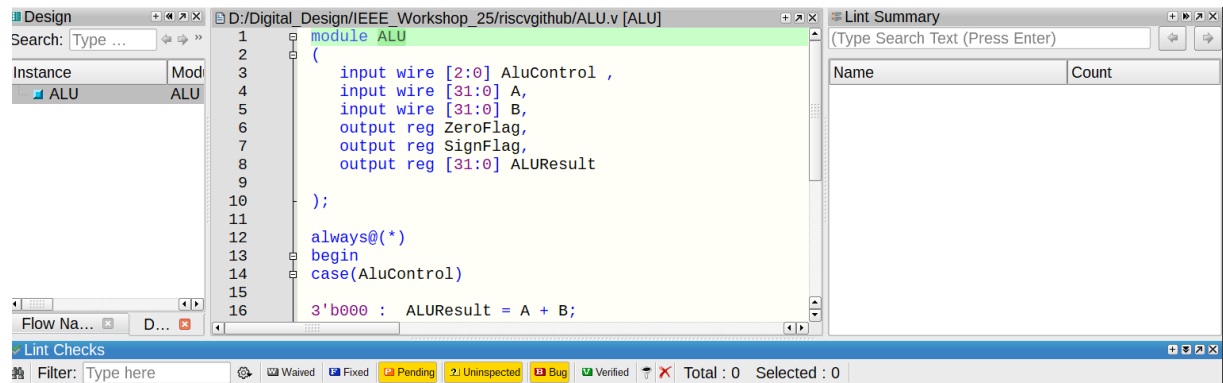 Design
Search: Type ... »
Instance Modu
ALU ALU
Flow Na... D...
D:/Digital_Design/IEEE_Workshop_25/riscvgithub/ALU.v [ALU]
1 module ALU
2 (
3 input wire [2:0] AluControl ,
4 input wire [31:0] A,
5 input wire [31:0] B,
6 output reg ZeroFlag,
7 output reg SignFlag,
8 output reg [31:0] ALUResult
9
10 );
11
12 always@(*)
13 begin
14 case(AluControl)
15
16 3'b000 : ALUResult = A + B;
Lint Summary
(Type Search Text (Press Enter)
Name Count
Lint Checks
Filter: Type here W Waived F Fixed P Pending ? Uninspected B Bug V Verified Total : 0 Selected : 0